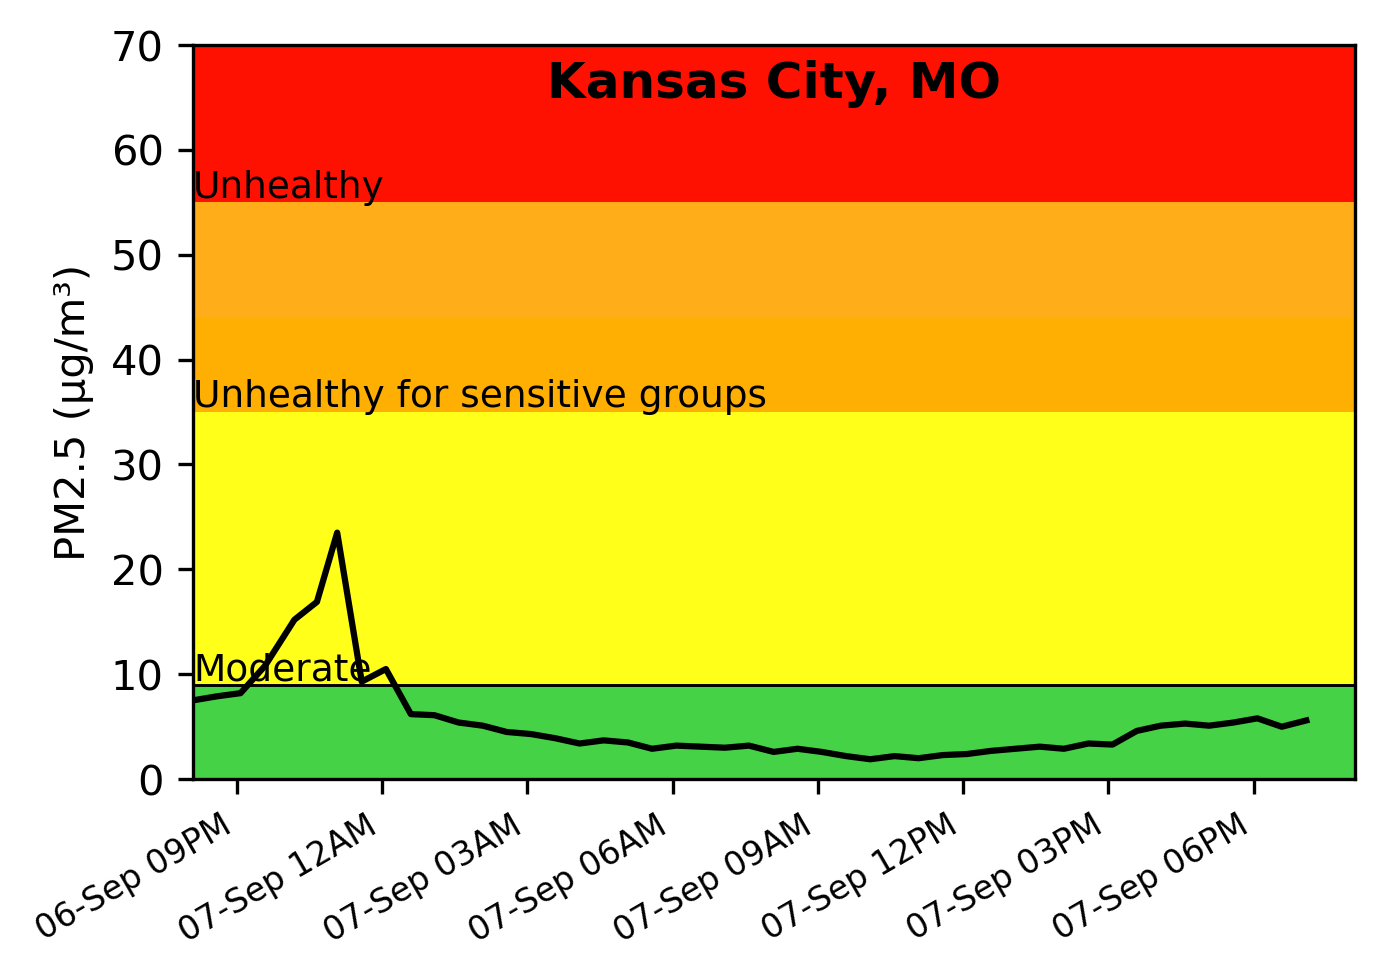 Kansas City, MO
70
60
50
40
30
20
10
0
PM2.5 (µg/m³)
Unhealthy
Unhealthy for sensitive groups
Moderate
06-Sep 09PM
07-Sep 12AM
07-Sep 03AM
07-Sep 06AM
07-Sep 09AM
07-Sep 12PM
07-Sep 03PM
07-Sep 06PM